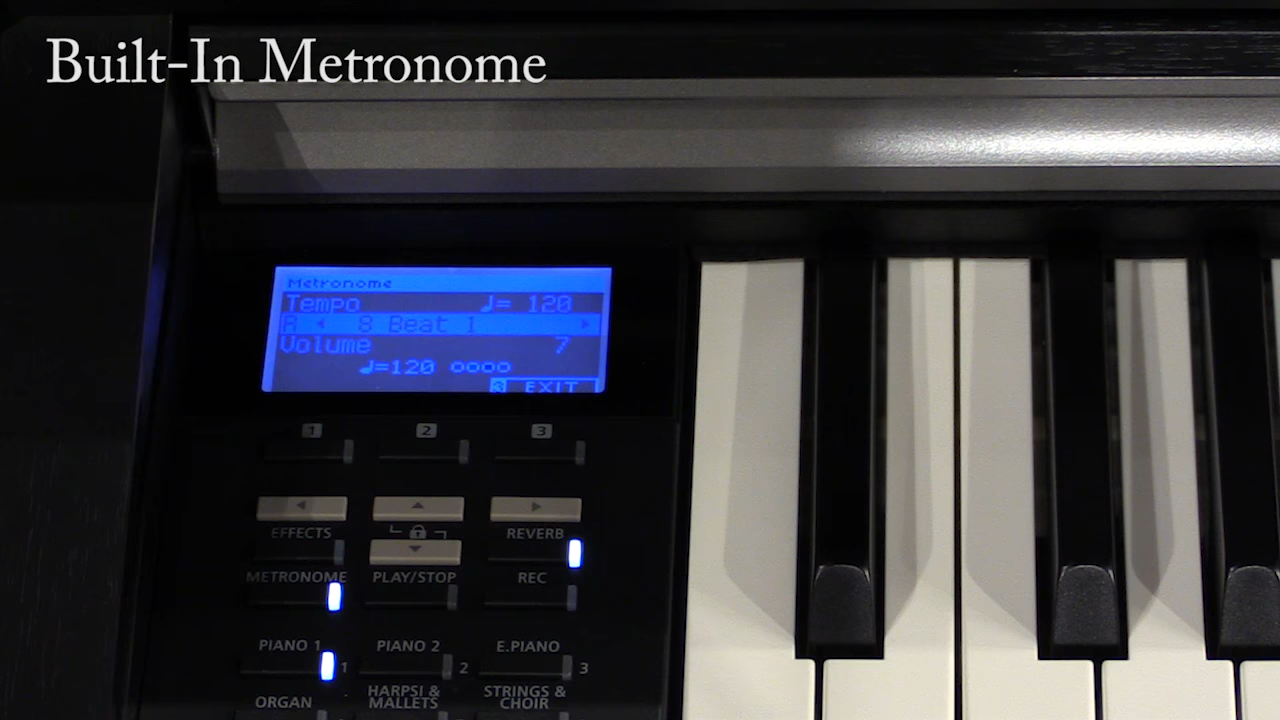 Built-In Metronome
Metronome
Tempo ♩= 120
A ◂ 8 Beat 1 ▸
Volume 7
♩=120 oooo
3 EXIT
1 2 3
EFFECTS REVERB
METRONOME PLAY/STOP REC
PIANO 1 PIANO 2 E.PIANO
1 2 3
ORGAN HARPSI & MALLETS STRINGS & CHOIR